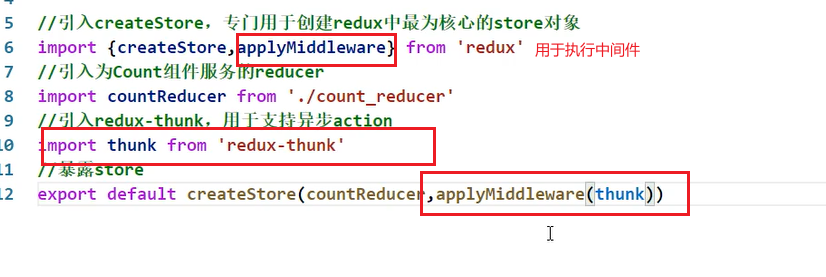 5 //引入createStore，专门用于创建redux中最为核心的store对象
6 import {createStore,applyMiddleware} from 'redux' 用于执行中间件
7 //引入为Count组件服务的reducer
8 import countReducer from './count_reducer'
9 //引入redux-thunk，用于支持异步action
10 import thunk from 'redux-thunk'
11 //暴露store
12 export default createStore(countReducer,applyMiddleware(thunk))